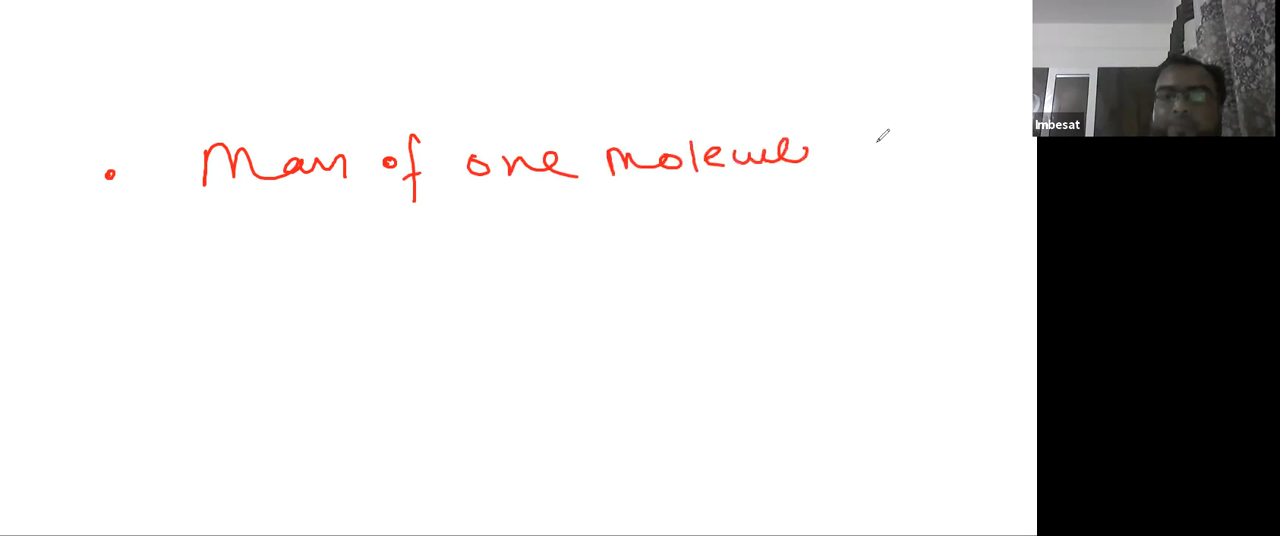 • Mass of one molecule
Imbesat